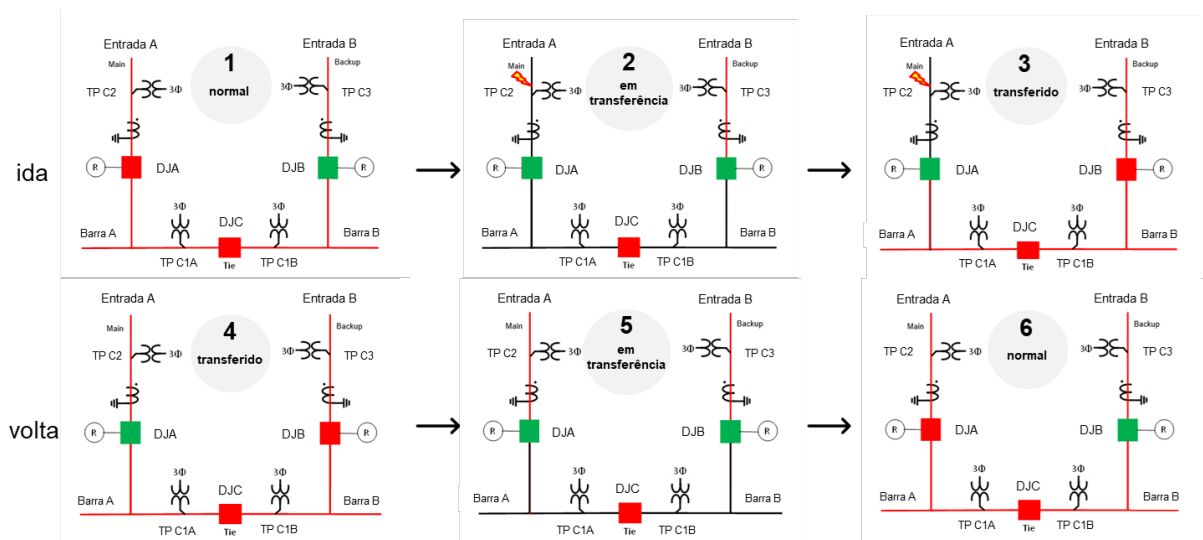 ida
Entrada A
Entrada B
1
normal
Main
Backup
TP C2
3Φ
3Φ
TP C3
R
DJA
DJB
R
3Φ
3Φ
DJC
Barra A
Barra B
TP C1A
Tie
TP C1B
Entrada A
Entrada B
2
em
transferência
Main
Backup
TP C2
3Φ
3Φ
TP C3
R
DJA
DJB
R
3Φ
3Φ
DJC
Barra A
Barra B
TP C1A
Tie
TP C1B
Entrada A
Entrada B
3
transferido
Main
Backup
TP C2
3Φ
3Φ
TP C3
R
DJA
DJB
R
3Φ
3Φ
DJC
Barra A
Barra B
TP C1A
Tie
TP C1B
volta
Entrada A
Entrada B
4
transferido
Main
Backup
TP C2
3Φ
3Φ
TP C3
R
DJA
DJB
R
3Φ
3Φ
DJC
Barra A
Barra B
TP C1A
Tie
TP C1B
Entrada A
Entrada B
5
em
transferência
Main
Backup
TP C2
3Φ
3Φ
TP C3
R
DJA
DJB
R
3Φ
3Φ
DJC
Barra A
Barra B
TP C1A
Tie
TP C1B
Entrada A
Entrada B
6
normal
Main
Backup
TP C2
3Φ
3Φ
TP C3
R
DJA
DJB
R
3Φ
3Φ
DJC
Barra A
Barra B
TP C1A
Tie
TP C1B